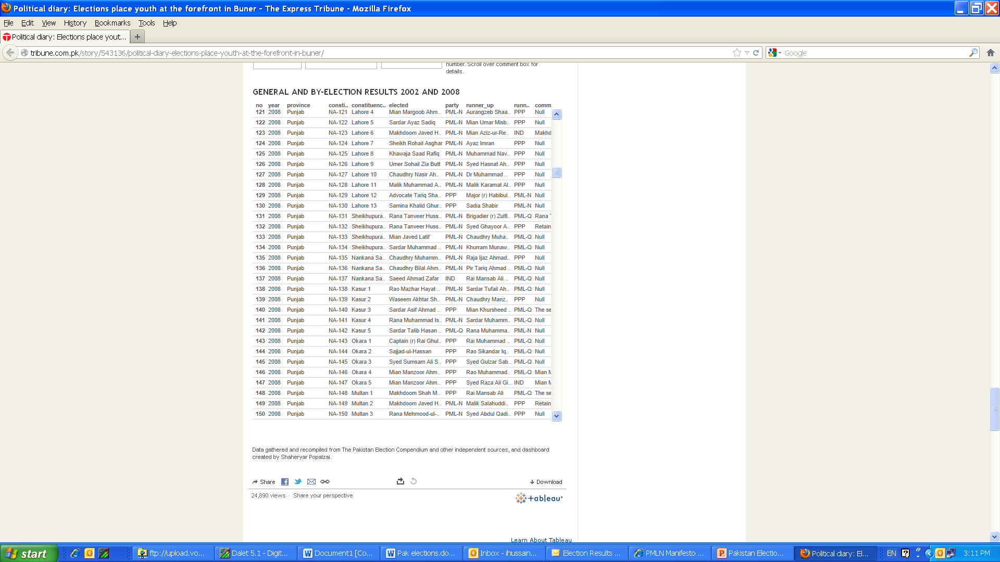 Political diary: Elections place youth at the forefront in Buner - The Express Tribune - Mozilla Firefox
File Edit View History Bookmarks Tools Help
Political diary: Elections place yout...
tribune.com.pk/story/543136/political-diary-elections-place-youth-at-the-forefront-in-buner/ Google
number. Scroll over comment box for
details.
GENERAL AND BY-ELECTION RESULTS 2002 AND 2008
no year province consti.. constituenc.. elected party runner_up runn.. comm
121 2008 Punjab NA-121 Lahore 4 Mian Margoob Ahm.. PML-N Aurangzeb Shaa.. PPP Null
122 2008 Punjab NA-122 Lahore 5 Sardar Ayaz Sadiq PML-N Mian Umar Misb.. PPP Null
123 2008 Punjab NA-123 Lahore 6 Makhdoom Javed H.. PML-N Mian Aziz-ur-Re.. IND Makhd
124 2008 Punjab NA-124 Lahore 7 Sheikh Rohail Asghar PML-N Ayaz Imran PPP Null
125 2008 Punjab NA-125 Lahore 8 Khawaja Saad Rafiq PML-N Muhammad Nav.. PPP Null
126 2008 Punjab NA-126 Lahore 9 Umer Sohail Zia Butt PML-N Syed Hasnat Ah.. PPP Null
127 2008 Punjab NA-127 Lahore 10 Chaudhry Nasir Ah.. PML-N Dr Muhammad .. PPP Null
128 2008 Punjab NA-128 Lahore 11 Malik Muhammad A.. PML-N Malik Karamat Al.. PPP Null
129 2008 Punjab NA-129 Lahore 12 Advocate Tariq Sha.. PPP Major (r) Habibul.. PML-N Null
130 2008 Punjab NA-130 Lahore 13 Samina Khalid Ghur.. PPP Sadia Shabir PML-N Null
131 2008 Punjab NA-131 Sheikhupura.. Rana Tanveer Huss.. PML-N Brigadier (r) Zulfi.. PML-Q Rana T
132 2008 Punjab NA-132 Sheikhupura.. Rana Tanveer Huss.. PML-N Syed Ghayoor A.. PPP Retain
133 2008 Punjab NA-133 Sheikhupura.. Mian Javed Latif PML-N Chaudhry Muha.. PML-Q Null
134 2008 Punjab NA-134 Sheikhupura.. Sardar Muhammad .. PML-N Khurram Munaw.. PML-Q Null
135 2008 Punjab NA-135 Nankana Sa.. Chaudhry Muhamm.. PML-N Raja Ijaz Ahmad.. PPP Null
136 2008 Punjab NA-136 Nankana Sa.. Chaudhry Bilal Ahm.. PML-N Pir Tariq Ahmad .. PML-Q Null
137 2008 Punjab NA-137 Nankana Sa.. Saeed Ahmad Zafar IND Rai Mansab Ali .. PML-Q Null
138 2008 Punjab NA-138 Kasur 1 Rao Mazhar Hayat .. PML-N Sardar Tufail Ah.. PML-Q Null
139 2008 Punjab NA-139 Kasur 2 Waseem Akhtar Sh.. PML-N Chaudhry Manz.. PPP Null
140 2008 Punjab NA-140 Kasur 3 Sardar Asif Ahmad .. PPP Mian Khursheed .. PML-Q The se
141 2008 Punjab NA-141 Kasur 4 Rana Muhammad Is.. PML-N Sardar Muhamm.. PML-Q Null
142 2008 Punjab NA-142 Kasur 5 Sardar Talib Hasan .. PML-Q Rana Muhamma.. PML-N Null
143 2008 Punjab NA-143 Okara 1 Captain (r) Rai Ghul.. PPP Rai Muhammad .. PML-Q Null
144 2008 Punjab NA-144 Okara 2 Sajjad-ul-Hassan PPP Rao Sikandar Iq.. PML-Q Null
145 2008 Punjab NA-145 Okara 3 Syed Sumsam Ali S.. PPP Syed Gulzar Sab.. PML-Q Null
146 2008 Punjab NA-146 Okara 4 Mian Manzoor Ahm.. PPP Rao Muhammad.. PML-Q Mian M
147 2008 Punjab NA-147 Okara 5 Mian Manzoor Ahm.. PPP Syed Raza Ali Gi.. IND Mian M
148 2008 Punjab NA-148 Multan 1 Makhdoom Shah M.. PPP Rai Mansab Ali PML-Q The se
149 2008 Punjab NA-149 Multan 2 Makhdoom Javed H.. PML-N Malik Salahuddi.. PPP Retain
150 2008 Punjab NA-150 Multan 3 Rana Mehmood-ul-.. PML-N Syed Abdul Qadi.. PPP Null
Data gathered and recompiled from The Pakistan Election Compendium and other independent sources, and dashboard
created by Shaheryar Popalzai.
Share Download
24,890 views · Share your perspective
tableau
Learn About Tableau
start ftp://upload.vo... Dalet 5.1 - Digit... Document1 [Co... Pak elections.do... Inbox - ihussain... Election Results ... PMLN Manifesto ... Pakistan Electio... Political diary: El... EN 3:11 PM